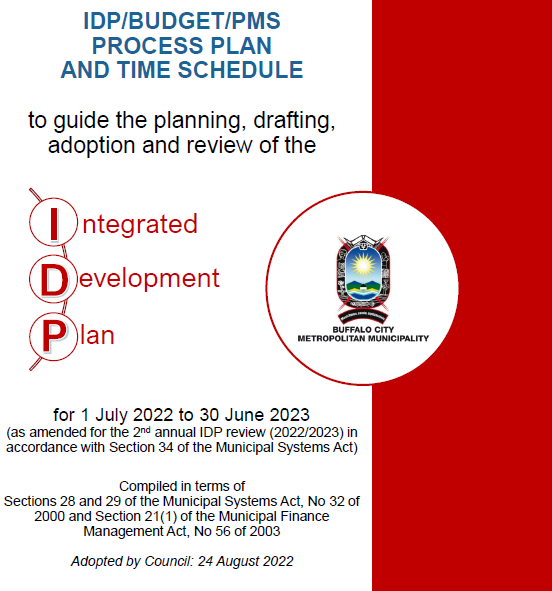 IDP/BUDGET/PMS
PROCESS PLAN
AND TIME SCHEDULE
to guide the planning, drafting,
adoption and review of the
Integrated
Development
Plan
BUFFALO CITY
METROPOLITAN MUNICIPALITY
for 1 July 2022 to 30 June 2023
(as amended for the 2nd annual IDP review (2022/2023) in
accordance with Section 34 of the Municipal Systems Act)
Compiled in terms of
Sections 28 and 29 of the Municipal Systems Act, No 32 of
2000 and Section 21(1) of the Municipal Finance
Management Act, No 56 of 2003
Adopted by Council: 24 August 2022